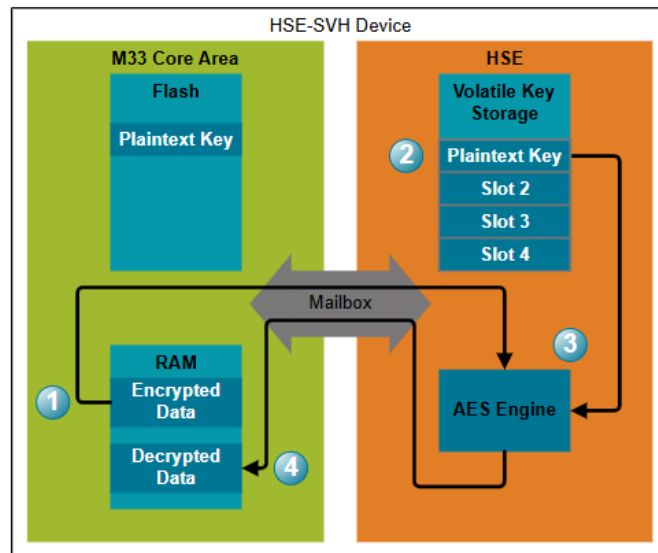 HSE-SVH Device
M33 Core Area
Flash
Plaintext Key
HSE
Volatile Key
Storage
2
Plaintext Key
Slot 2
Slot 3
Slot 4
Mailbox
3
1
RAM
Encrypted
Data
Decrypted
Data
4
AES Engine